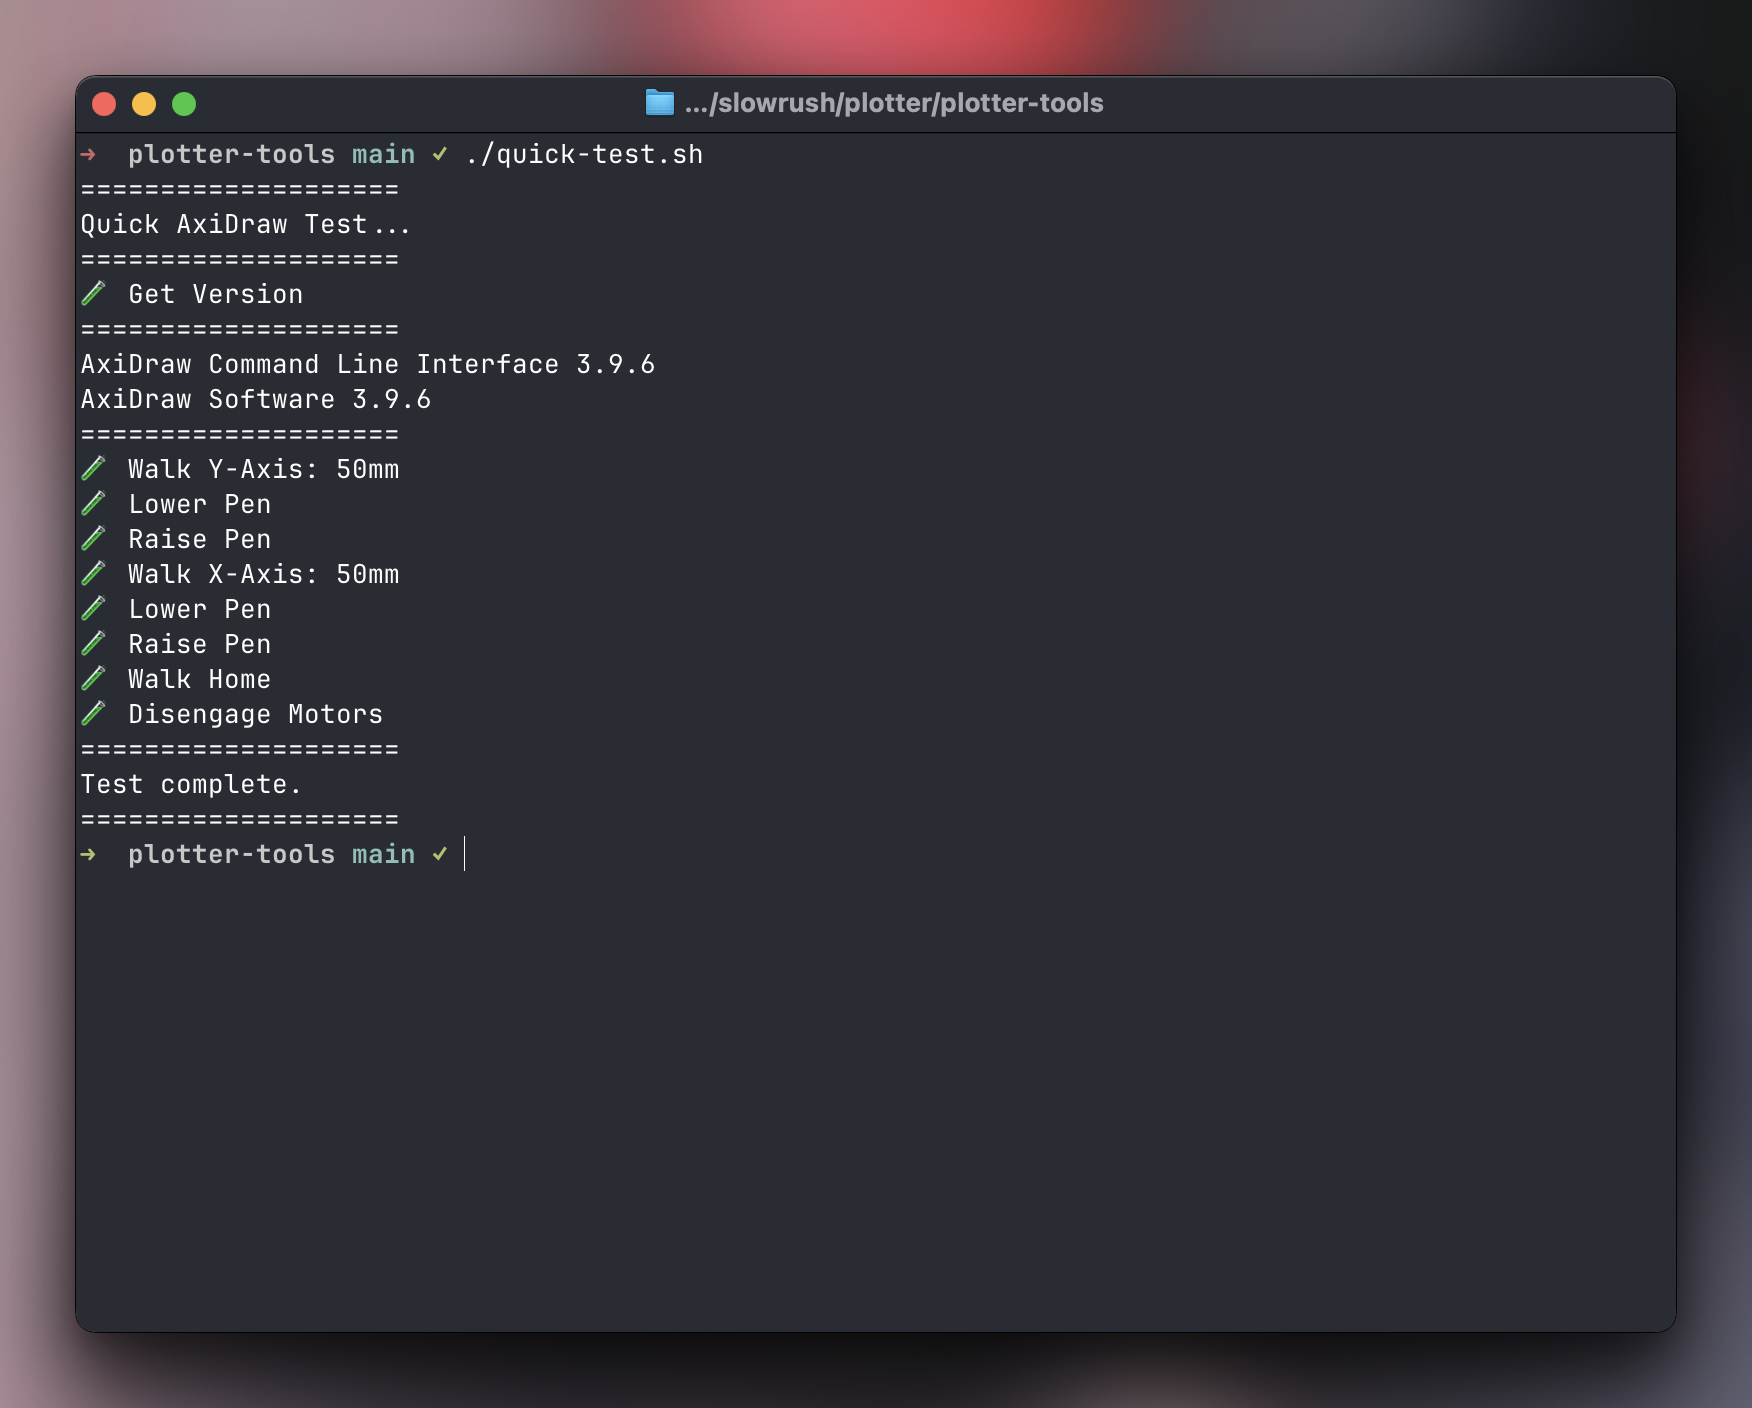 .../slowrush/plotter/plotter-tools
➜ plotter-tools main ✓ ./quick-test.sh
====================
Quick AxiDraw Test...
====================
🧪 Get Version
====================
AxiDraw Command Line Interface 3.9.6
AxiDraw Software 3.9.6
====================
🧪 Walk Y-Axis: 50mm
🧪 Lower Pen
🧪 Raise Pen
🧪 Walk X-Axis: 50mm
🧪 Lower Pen
🧪 Raise Pen
🧪 Walk Home
🧪 Disengage Motors
====================
Test complete.
====================
➜ plotter-tools main ✓